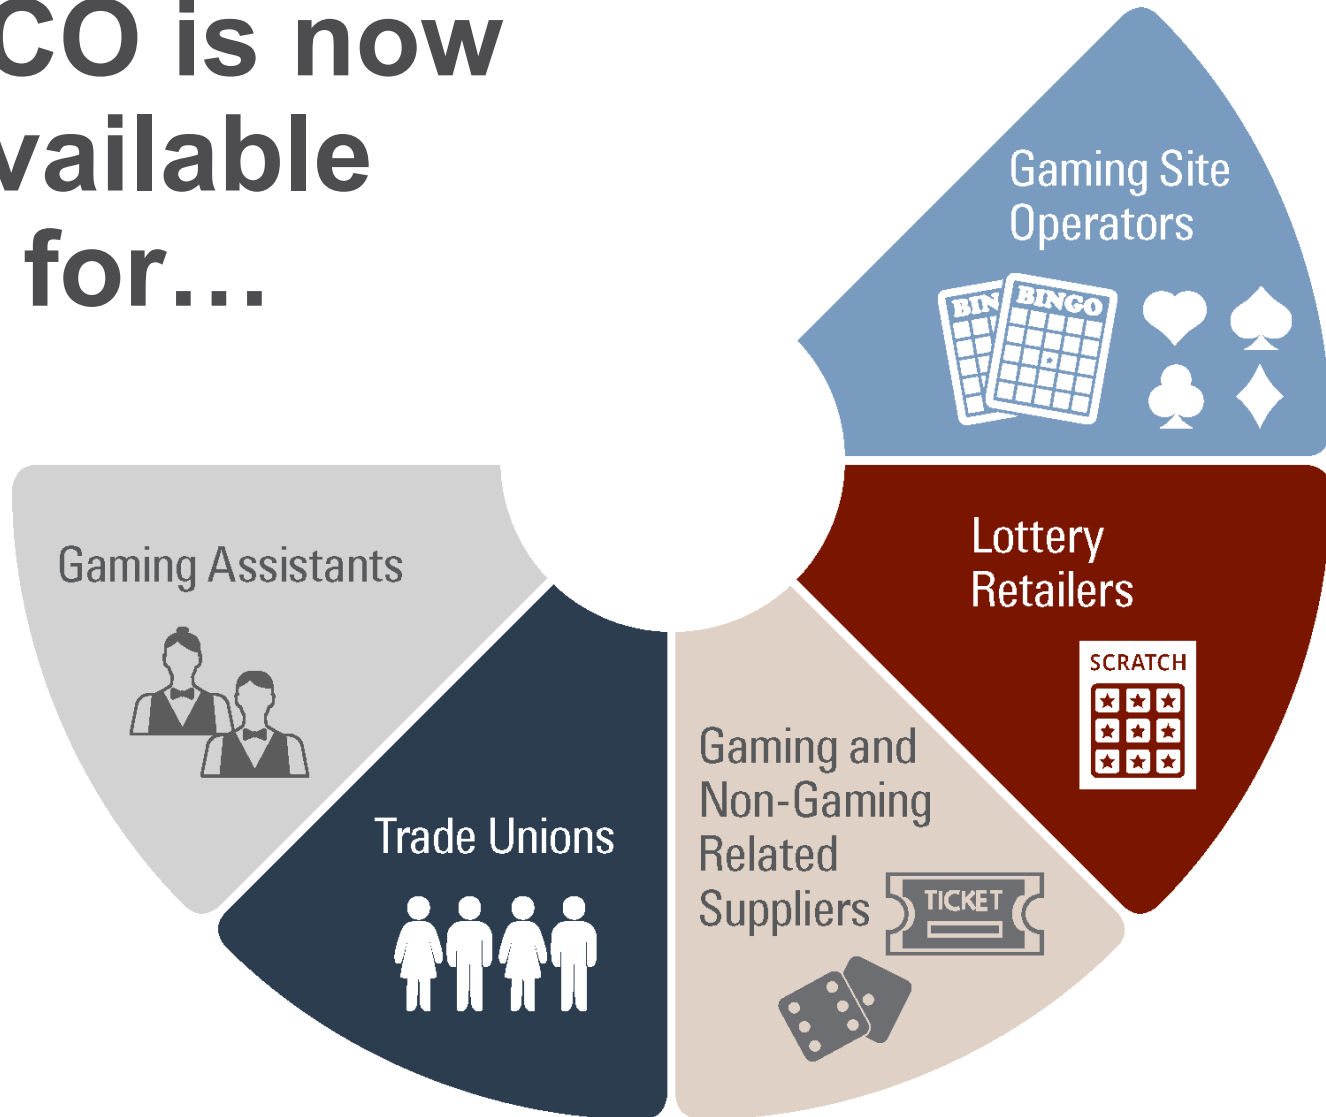 CO is now
vailable
for…
Gaming Site
Operators
BIN
BINGO
Lottery
Retailers
SCRATCH
Gaming and
Non-Gaming
Related
Suppliers
TICKET
Trade Unions
Gaming Assistants